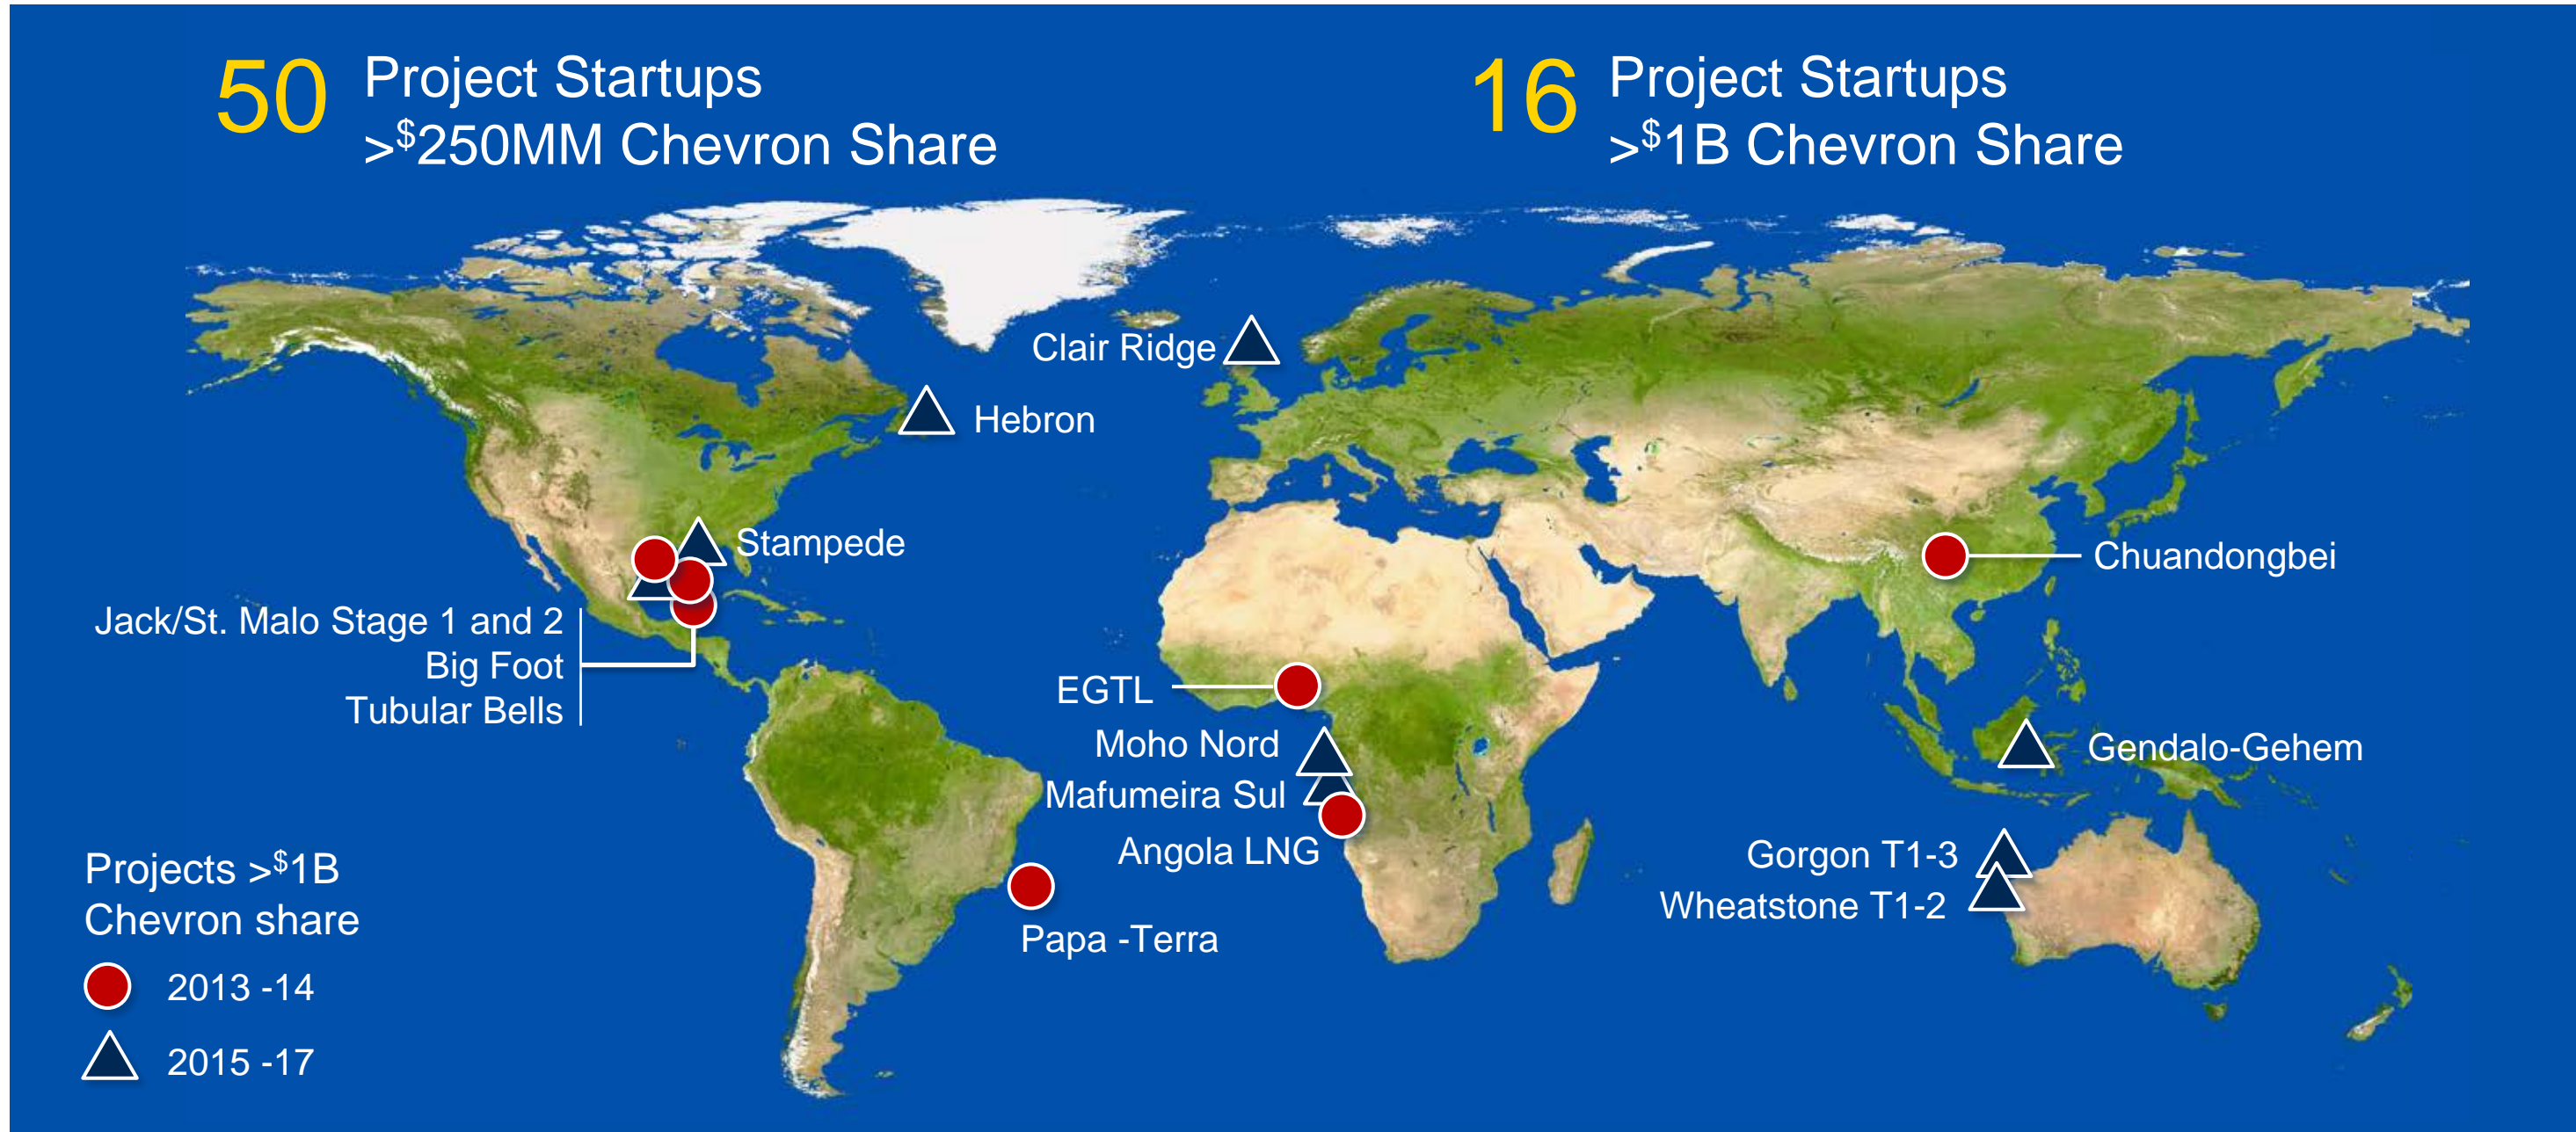 50
Project Startups
>$250MM Chevron Share
16
Project Startups
>$1B Chevron Share
Clair Ridge
Hebron
Stampede
Chuandongbei
Jack/St. Malo Stage 1 and 2
Big Foot
Tubular Bells
EGTL
Moho Nord
Mafumeira Sul
Angola LNG
Gendalo-Gehem
Gorgon T1-3
Wheatstone T1-2
Papa -Terra
Projects >$1B
Chevron share
2013 -14
2015 -17